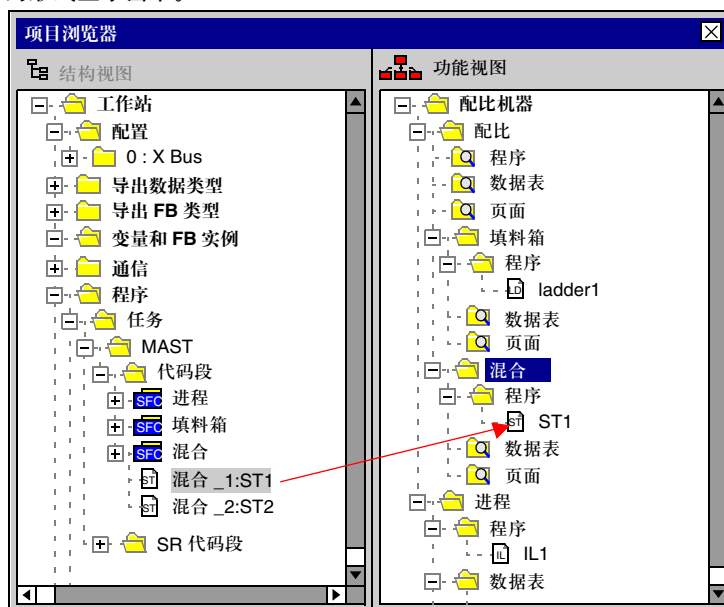 项目浏览器
结构视图
工作站
配置
0 : X Bus
导出数据类型
导出 FB 类型
变量和 FB 实例
通信
程序
任务
MAST
代码段
SFC 进程
SFC 填料箱
SFC 混合
ST 混合 _1:ST1
ST 混合 _2:ST2
SR 代码段
功能视图
配比机器
配比
程序
数据表
页面
填料箱
程序
LD ladder1
数据表
页面
混合
程序
ST ST1
数据表
页面
进程
程序
IL IL1
数据表